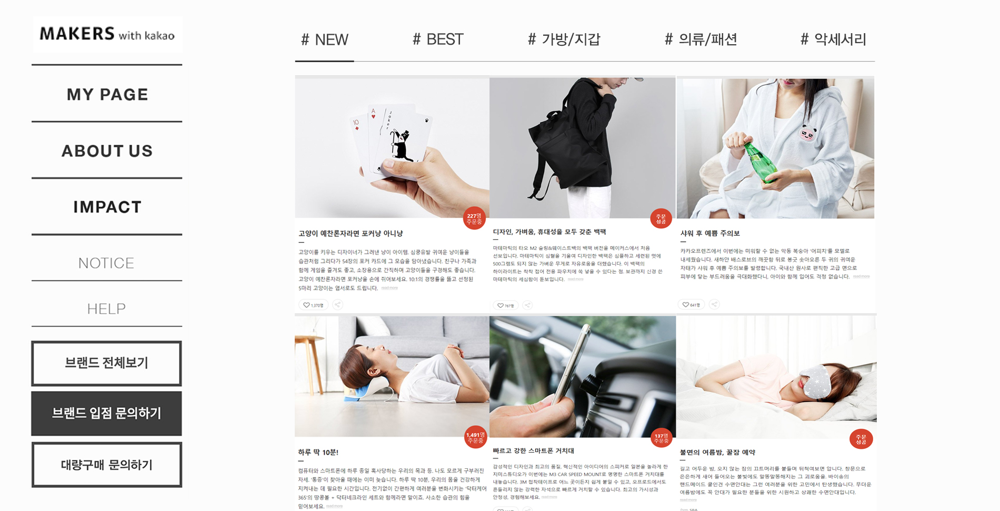 MAKERS with kakao
MY PAGE
ABOUT US
IMPACT
NOTICE
HELP
브랜드 전체보기
브랜드 입점 문의하기
대량구매 문의하기
# NEW
# BEST
# 가방/지갑
# 의류/패션
# 악세서리
10
A
Joker
227명
주문중
고양이 예찬론자라면 포커냥 아니냥
고양이를 키우는 디자이너가 그려낸 냥이 아이템. 심쿵유발 귀여운 냥이들을
습관처럼 그리다가 54장의 포커 카드에 그 모습을 담아냈습니다. 친구나 가족과
함께 게임을 즐겨도 좋고, 소장용으로 간직하며 고양이들을 구경해도 좋습니다.
고양이 예찬론자라면 포커냥을 손에 쥐어보세요. 10:1의 경쟁률을 뚫고 선정된
5마리 고양이는 엽서로도 드립니다. read more
1,370명
주문
성공
디자인, 가벼움, 휴대성을 모두 갖춘 백팩
마테마틱의 타오 M2 슬링&웨이스트백의 백팩 버전을 메이커스에서 처음
선보입니다. 마테마틱이 심혈을 기울여 디자인한 백팩은 심플하고 세련된 멋에
500그램도 되지 않는 가벼운 무게로 자유로움을 더했습니다. 이 백팩의
하이라이트는 착착 접어 전용 파우치에 쏙 넣을 수 있다는 점. 보관까지 신경 쓴
마테마틱의 세심함이 돋보입니다. read more
767명
샤워 후 예쁨 주의보
카카오프렌즈에서 이번에는 미워할 수 없는 악동 복숭아 '어피치'를 모델로
내세웠습니다. 새하얀 배스로브의 깨끗함 뒤로 봉긋 솟아오른 두 귀의 귀여운
자태가 샤워 후 예쁨 주의보를 발령합니다. 국내산 원사로 편직한 고급 면으로
피부에 닿는 부드러움을 극대화했다니, 아이와 함께 입어도 걱정 없습니다. read more
641명
1,491명
주문중
하루 딱 10분!
컴퓨터와 스마트폰에 하루 종일 혹사당하는 우리의 목과 등. 나도 모르게 구부러진
자세. '통증'이 찾아올 때에는 이미 늦습니다. 하루 딱 10분, 우리의 몸을 건강하게
지켜내는 데 필요한 시간입니다. 전기없이 간편하게 여러분을 변화시키는 '닥터케어
365'의 땅콩볼 + 닥터네크라인 세트와 함께라면 말이죠. 사소한 습관의 힘을
믿어보세요. read more
137명
주문중
빠르고 강한 스마트폰 거치대
감성적인 디자인과 최고의 품질, 혁신적인 아이디어의 스피커로 일본을 놀라게 한
지미스튜디오가 이번에는 M3 CAR SPEED MOUNT로 명명한 스마트폰 거치대를
내놓습니다. 3M 접착테이프로 어느 곳이든지 쉽게 붙일 수 있고, 오프로드에서도
흔들리지 않는 강력한 자석으로 빠르게 거치할 수 있습니다. 최고의 가시성과
안정성, 경험해보세요. read more
주문
성공
불면의 여름밤, 꿀잠 예약
길고 어두운 밤, 오지 않는 잠의 끄트머리를 붙들며 뒤척여보면 압니다. 창문으로
은은하게 새어 들어오는 불빛에도 말똥말똥해지는 그 괴로움을. 바이송의
핸드메이드 쿨인견 수면안대는 그런 여러분을 위한 고민에서 탄생했습니다. 무더운
여름밤에도 꼭 안대가 필요한 분들을 위한 시원하고 상쾌한 수면안대입니다.
read more
from. SBA